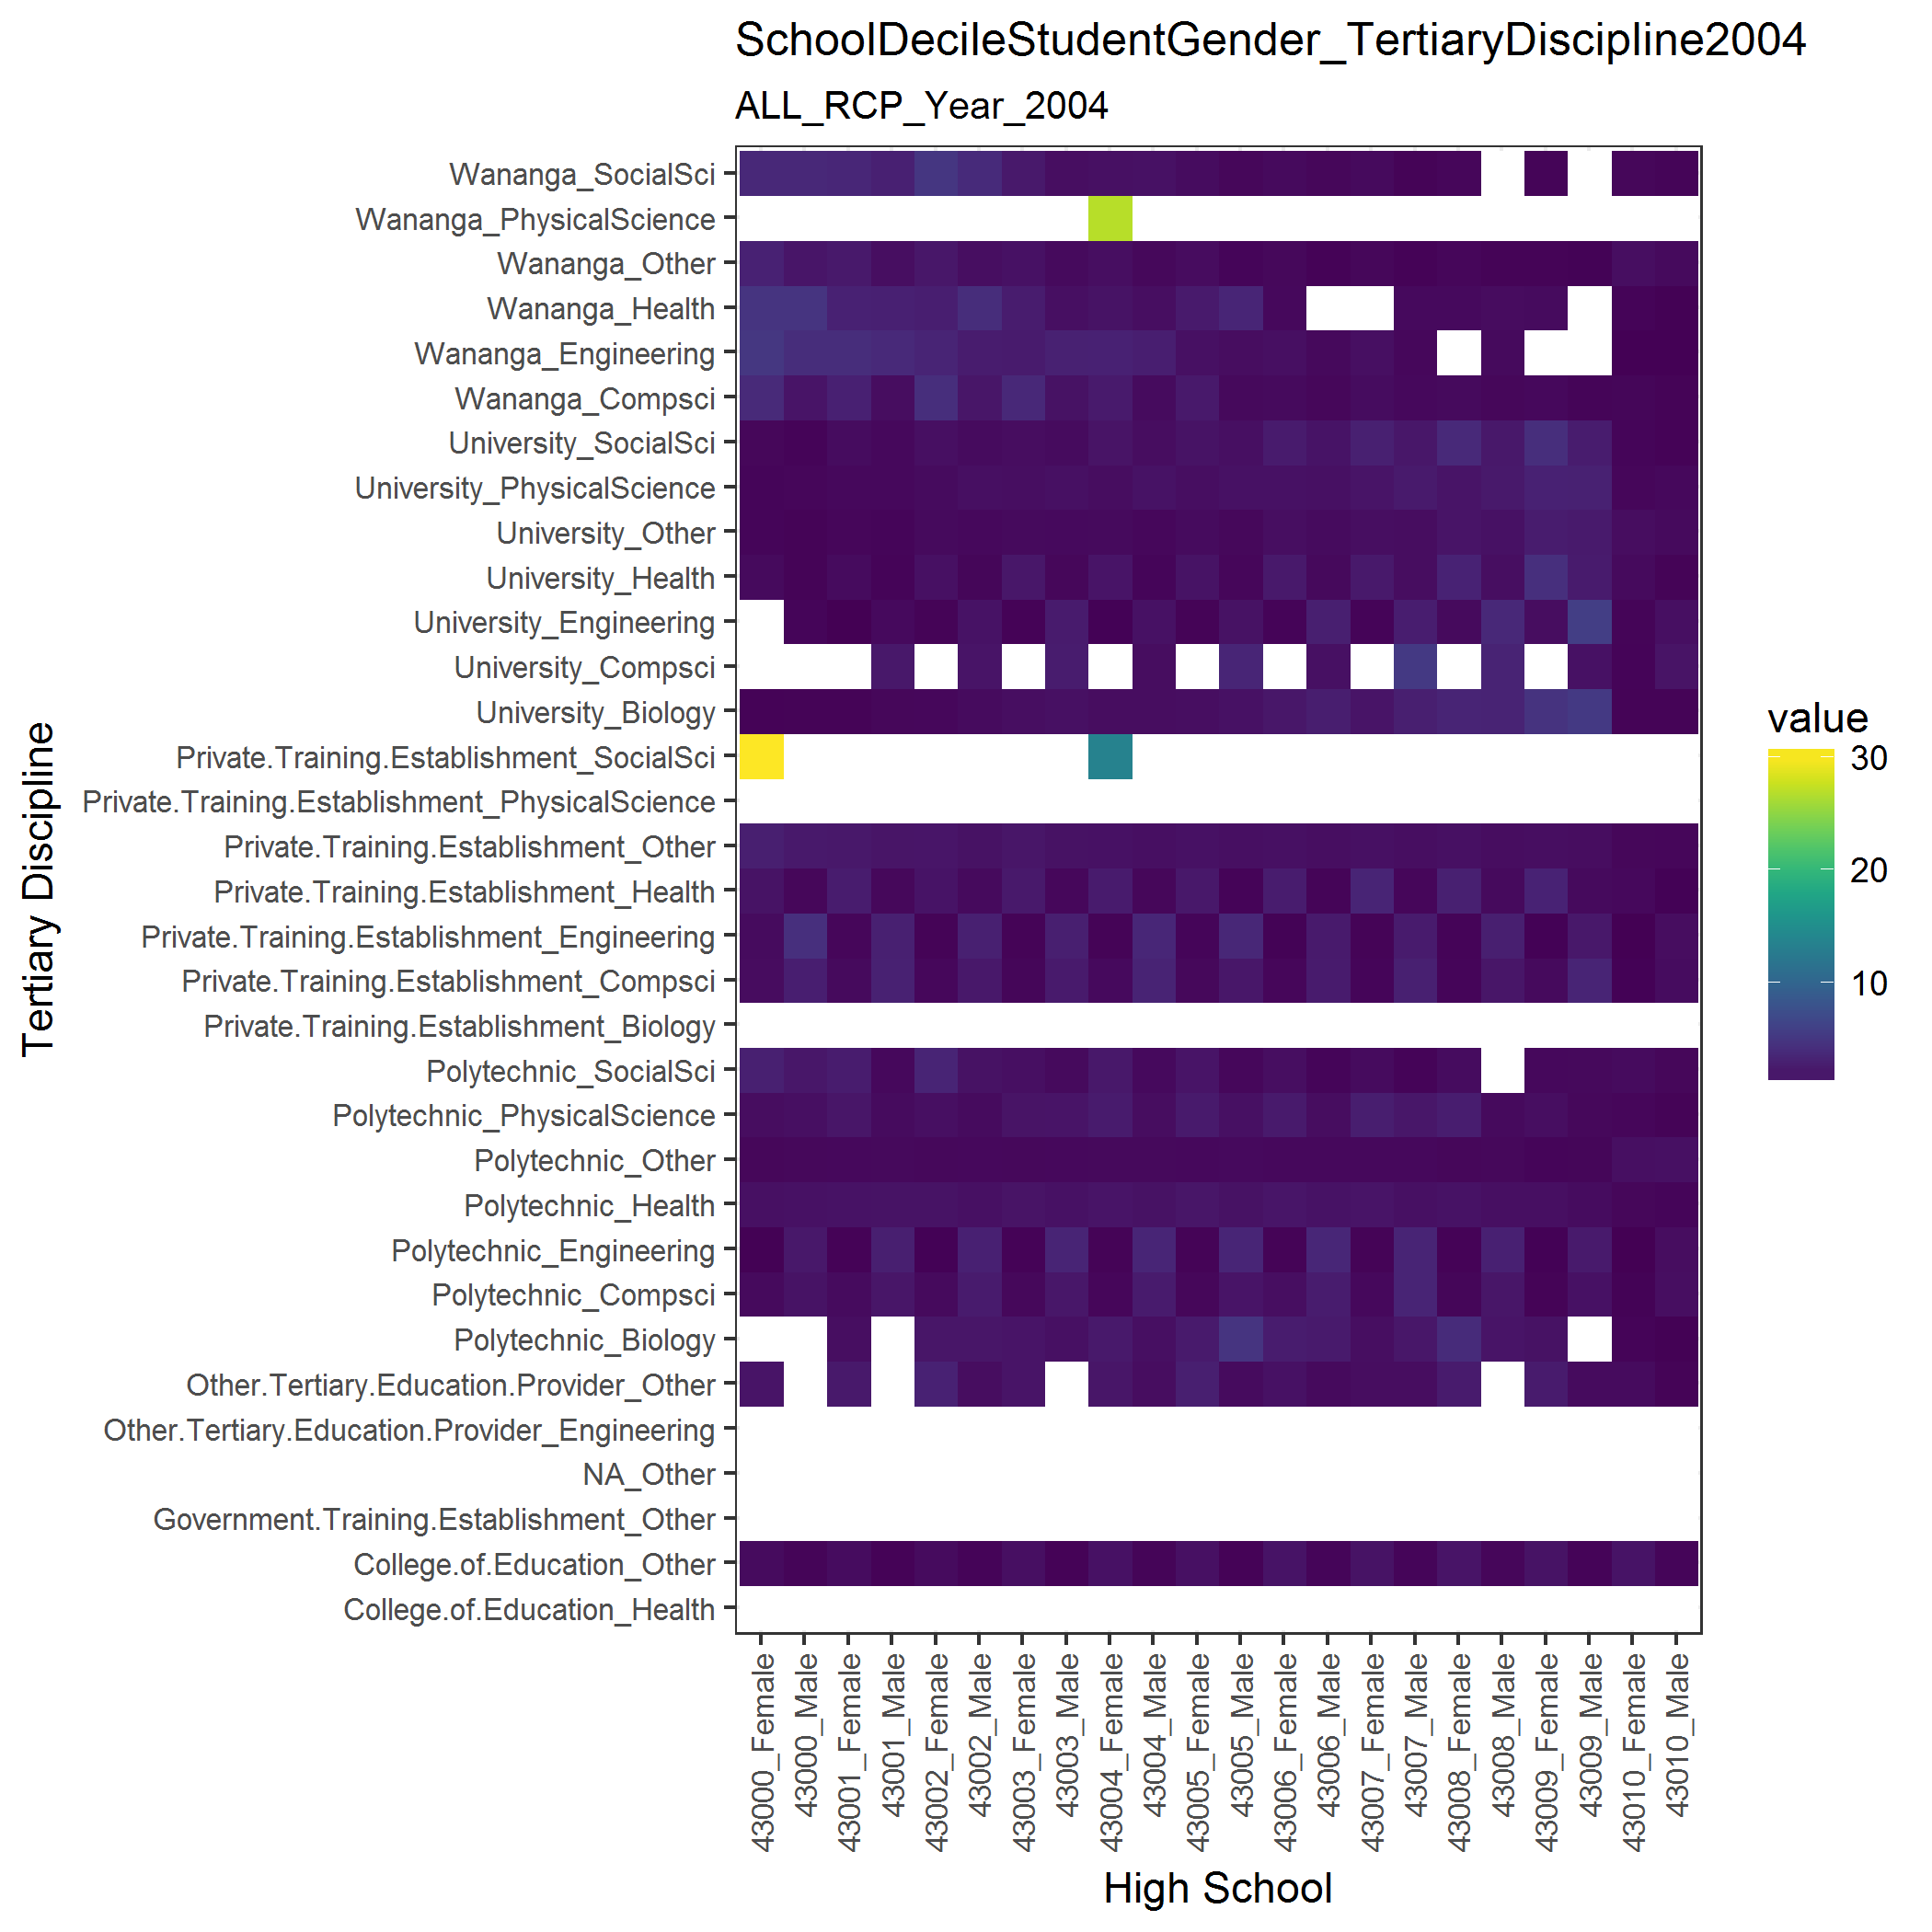 SchoolDecileStudentGender_TertiaryDiscipline2004
ALL_RCP_Year_2004
Tertiary Discipline
Wananga_SocialSci
Wananga_PhysicalScience
Wananga_Other
Wananga_Health
Wananga_Engineering
Wananga_Compsci
University_SocialSci
University_PhysicalScience
University_Other
University_Health
University_Engineering
University_Compsci
University_Biology
Private.Training.Establishment_SocialSci
Private.Training.Establishment_PhysicalScience
Private.Training.Establishment_Other
Private.Training.Establishment_Health
Private.Training.Establishment_Engineering
Private.Training.Establishment_Compsci
Private.Training.Establishment_Biology
Polytechnic_SocialSci
Polytechnic_PhysicalScience
Polytechnic_Other
Polytechnic_Health
Polytechnic_Engineering
Polytechnic_Compsci
Polytechnic_Biology
Other.Tertiary.Education.Provider_Other
Other.Tertiary.Education.Provider_Engineering
NA_Other
Government.Training.Establishment_Other
College.of.Education_Other
College.of.Education_Health
43000_Female
43000_Male
43001_Female
43001_Male
43002_Female
43002_Male
43003_Female
43003_Male
43004_Female
43004_Male
43005_Female
43005_Male
43006_Female
43006_Male
43007_Female
43007_Male
43008_Female
43008_Male
43009_Female
43009_Male
43010_Female
43010_Male
High School
value
30
20
10